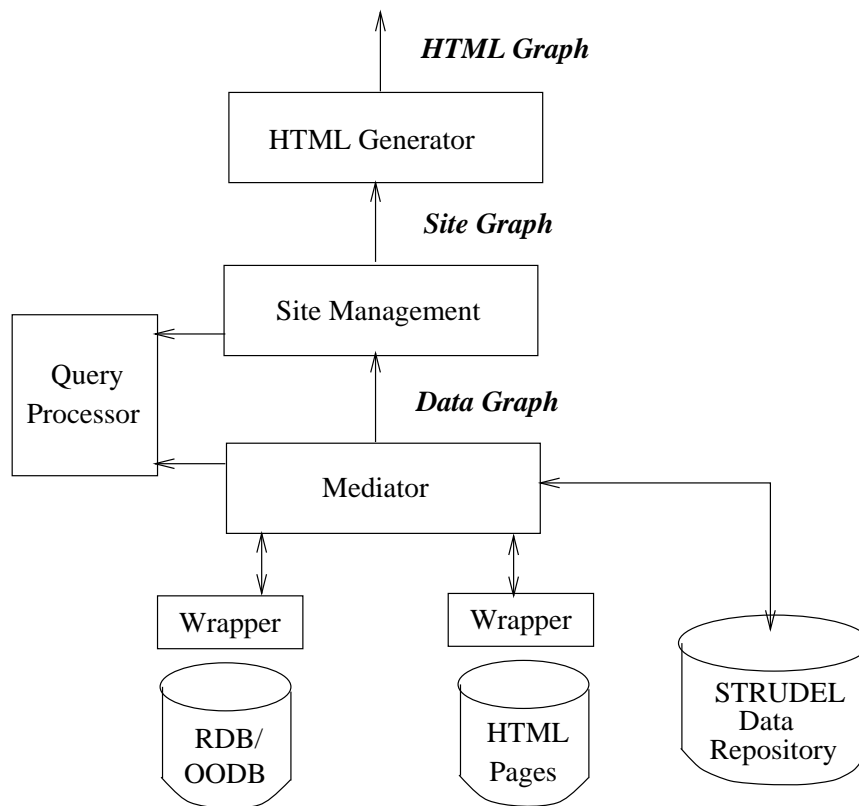 HTML Graph
HTML Generator
Site Graph
Site Management
Query
Processor
Data Graph
Mediator
Wrapper
Wrapper
RDB/
OODB
HTML
Pages
STRUDEL
Data
Repository